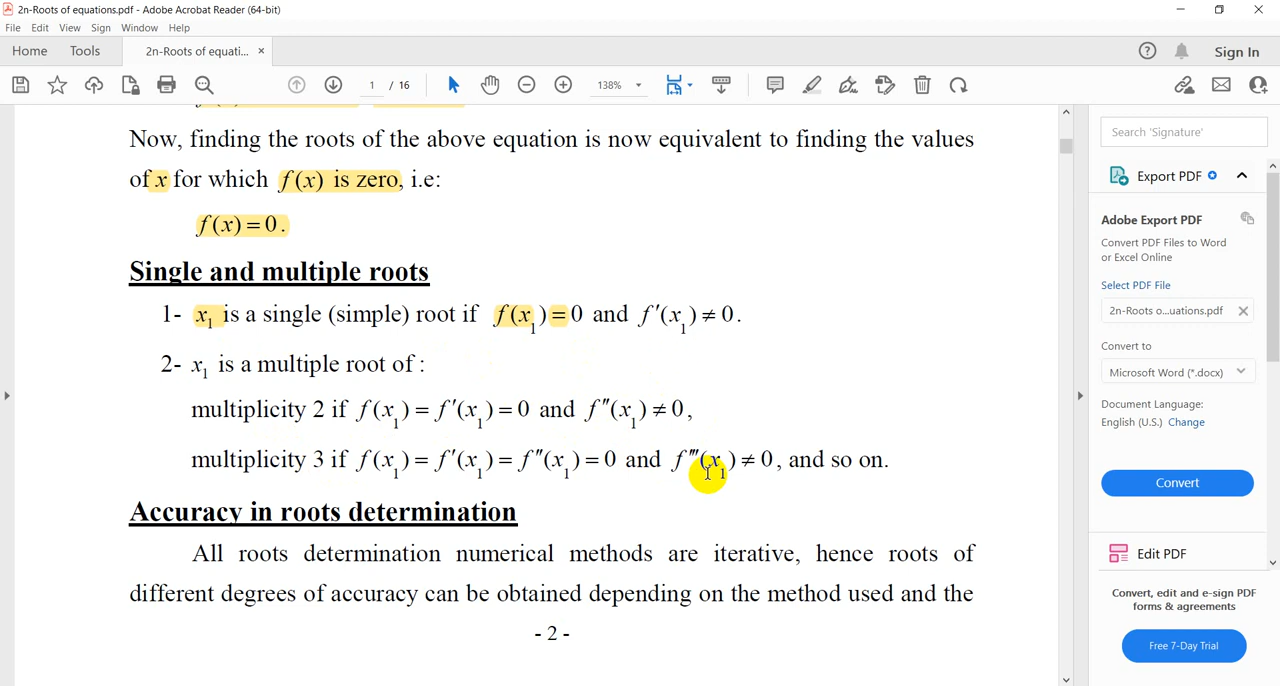 2n-Roots of equations.pdf - Adobe Acrobat Reader (64-bit)
File Edit View Sign Window Help
Home Tools 2n-Roots of equati... × Sign In
1 / 16 138%
Now, finding the roots of the above equation is now equivalent to finding the values
of x for which f(x) is zero, i.e:
f(x)=0.
Single and multiple roots
1- x₁ is a single (simple) root if f(x₁)=0 and f′(x₁)≠0.
2- x₁ is a multiple root of :
multiplicity 2 if f(x₁)= f′(x₁)=0 and f″(x₁)≠0,
multiplicity 3 if f(x₁)= f′(x₁)= f″(x₁)=0 and f‴(x₁)≠0, and so on.
Accuracy in roots determination
All roots determination numerical methods are iterative, hence roots of
different degrees of accuracy can be obtained depending on the method used and the
- 2 -
Search 'Signature'
Export PDF
Adobe Export PDF
Convert PDF Files to Word
or Excel Online
Select PDF File
2n-Roots o...uations.pdf
Convert to
Microsoft Word (*.docx)
Document Language:
English (U.S.) Change
Convert
Edit PDF
Convert, edit and e-sign PDF
forms & agreements
Free 7-Day Trial